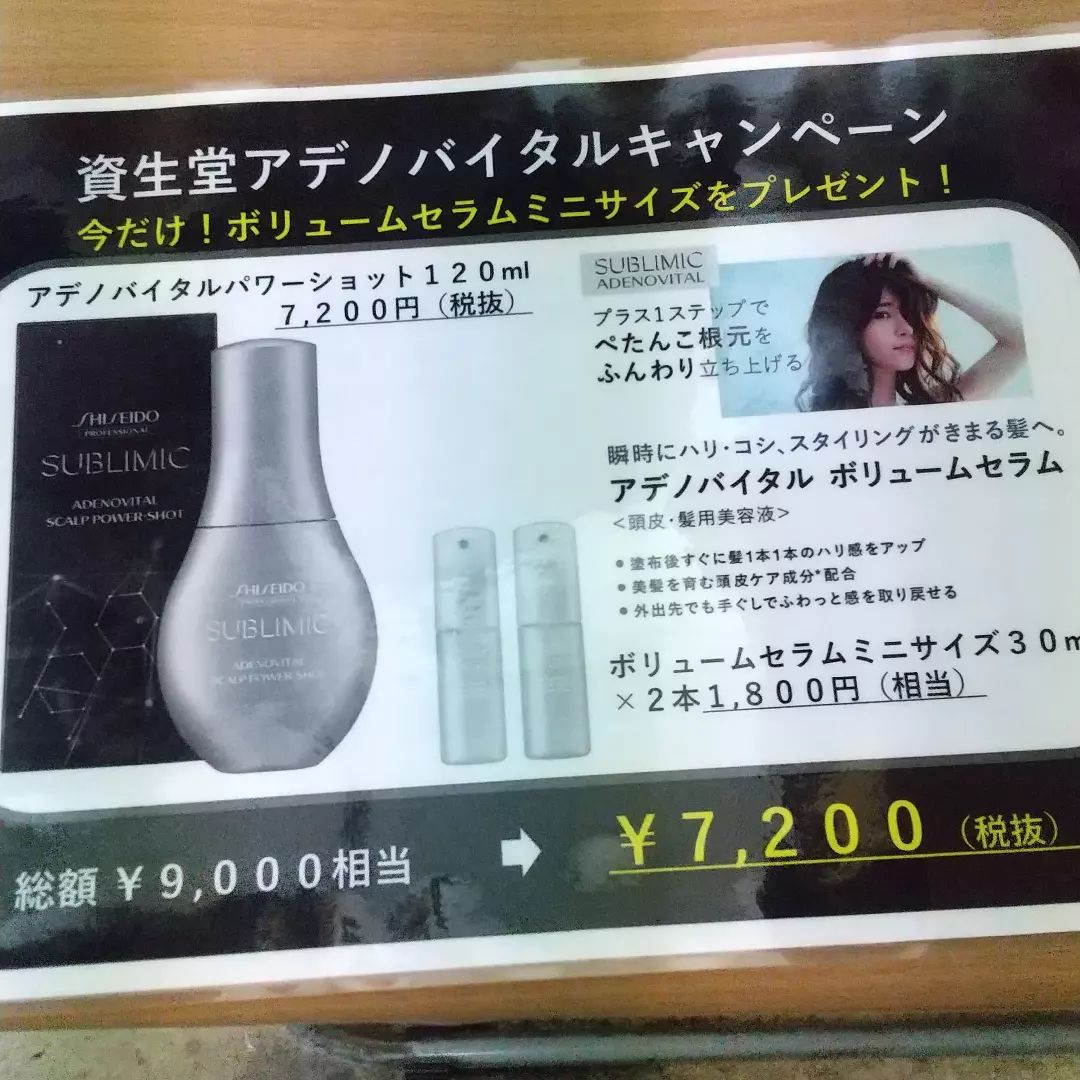 資生堂アデノバイタルキャンペーン
今だけ！ボリュームセラムミニサイズをプレゼント！
アデノバイタルパワーショット１２０ml
７,２００円（税抜）
SHISEIDO
PROFESSIONAL
SUBLIMIC
ADENOVITAL
SCALP POWER-SHOT
SHISEIDO
PROFESSIONAL
SUBLIMIC
ADENOVITAL
SCALP POWER SHOT
SUBLIMIC
ADENOVITAL
プラス1ステップで
ぺたんこ根元を
ふんわり立ち上げる
瞬時にハリ・コシ、スタイリングがきまる髪へ。
アデノバイタル ボリュームセラム
<頭皮・髪用美容液>
•塗布後すぐに髪1本1本のハリ感をアップ
•美髪を育む頭皮ケア成分*配合
•外出先でも手ぐしでふわっと感を取り戻せる
ボリュームセラムミニサイズ３０m
×２本１,８００円（相当）
総額￥９,０００相当
➡
￥７,２００（税抜）